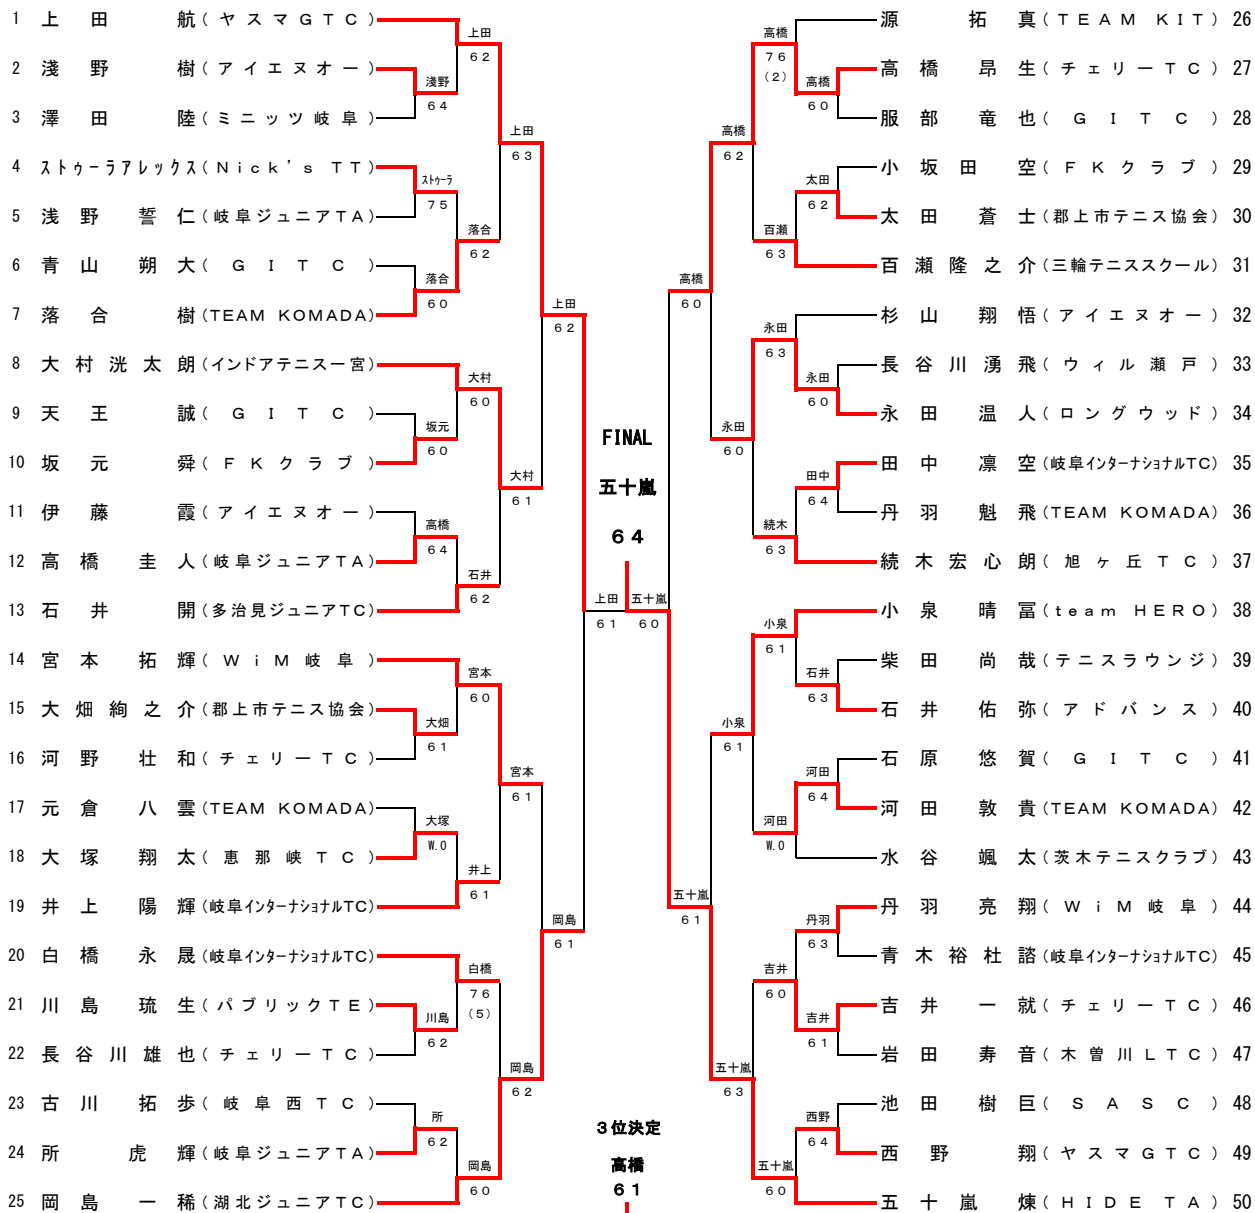 1 上田 航 (ヤスマGTC)
2 淺野 樹 (アイエヌオー)
3 澤田 陸 (ミニッツ岐阜)
4 ストゥーラアレックス (Nick's TT)
5 浅野 誓仁 (岐阜ジュニアTA)
6 青山 朔大 (GITC)
7 落合 樹 (TEAM KOMADA)
8 大村洸太朗 (インドアテニス一宮)
9 天王 誠 (GITC)
10 坂元 舜 (FKクラブ)
11 伊藤 霞 (アイエヌオー)
12 高橋 圭人 (岐阜ジュニアTA)
13 石井 開 (多治見ジュニアTC)
14 宮本 拓輝 (WiM岐阜)
15 大畑絢之介 (郡上市テニス協会)
16 河野 壮和 (チェリーTC)
17 元倉 八雲 (TEAM KOMADA)
18 大塚 翔太 (恵那峡TC)
19 井上 陽輝 (岐阜インターナショナルTC)
20 白橋 永晟 (岐阜インターナショナルTC)
21 川島 琉生 (パブリックTE)
22 長谷川雄也 (チェリーTC)
23 古川 拓歩 (岐阜西TC)
24 所 虎輝 (岐阜ジュニアTA)
25 岡島 一稀 (湖北ジュニアTC)
淺野
64
ストゥーラ
75
落合
60
坂元
60
高橋
64
大畑
61
大塚
W.0
川島
62
所
62
上田
62
落合
62
大村
60
石井
62
宮本
60
井上
61
白橋
76
(5)
岡島
60
上田
63
大村
61
宮本
61
岡島
62
上田
62
岡島
61
上田
61
FINAL
五十嵐
64
五十嵐
60
3位決定
高橋
61
高橋
60
五十嵐
61
高橋
62
永田
60
小泉
61
五十嵐
63
高橋
76
(2)
百瀬
63
永田
63
続木
63
小泉
61
河田
W.0
吉井
60
五十嵐
60
高橋
60
太田
62
永田
60
田中
64
石井
63
河田
64
丹羽
63
吉井
61
西野
64
源 拓真 (TEAM KIT) 26
高橋 昂生 (チェリーTC) 27
服部 竜也 (GITC) 28
小坂田 空 (FKクラブ) 29
太田 蒼士 (郡上市テニス協会) 30
百瀬隆之介 (三輪テニススクール) 31
杉山 翔悟 (アイエヌオー) 32
長谷川湧飛 (ウィル瀬戸) 33
永田 温人 (ロングウッド) 34
田中 凛空 (岐阜インターナショナルTC) 35
丹羽 魁飛 (TEAM KOMADA) 36
続木宏心朗 (旭ヶ丘TC) 37
小泉 晴冨 (team HERO) 38
柴田 尚哉 (テニスラウンジ) 39
石井 佑弥 (アドバンス) 40
石原 悠賀 (GITC) 41
河田 敦貴 (TEAM KOMADA) 42
水谷 颯太 (茨木テニスクラブ) 43
丹羽 亮翔 (WiM岐阜) 44
青木裕杜諮 (岐阜インターナショナルTC) 45
吉井 一就 (チェリーTC) 46
岩田 寿音 (木曽川LTC) 47
池田 樹巨 (SASC) 48
西野 翔 (ヤスマGTC) 49
五十嵐 煉 (HIDE TA) 50